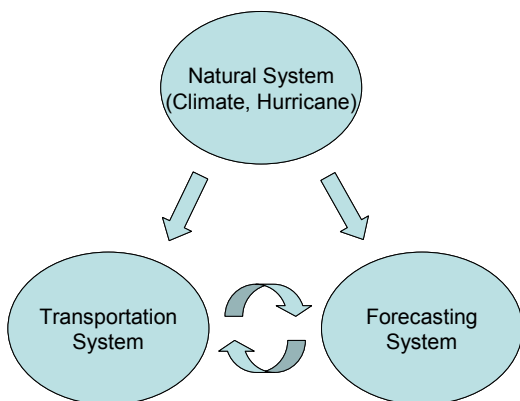 Natural System
(Climate, Hurricane)
Transportation
System
Forecasting
System